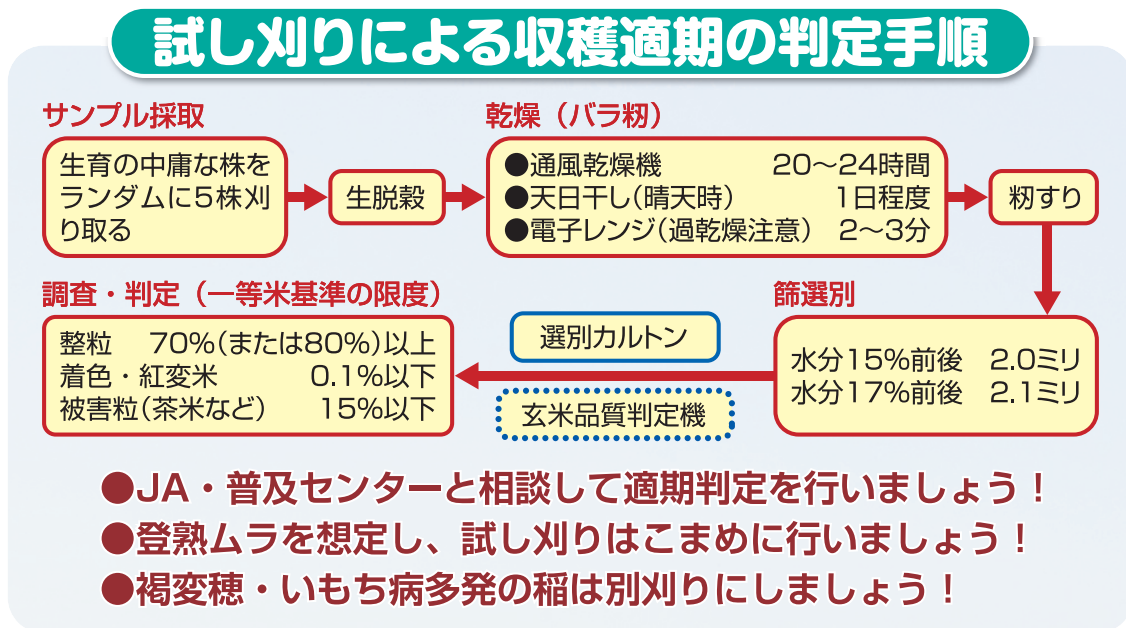 試し刈りによる収穫適期の判定手順
サンプル採取
生育の中庸な株を
ランダムに5株刈
り取る
生脱穀
乾燥（バラ籾）
●通風乾燥機 20～24時間
●天日干し（晴天時） 1日程度
●電子レンジ（過乾燥注意） 2～3分
籾すり
篩選別
水分15％前後 2.0ミリ
水分17％前後 2.1ミリ
選別カルトン
玄米品質判定機
調査・判定（一等米基準の限度）
整粒 70％（または80％）以上
着色・紅変米 0.1％以下
被害粒（茶米など） 15％以下
●JA・普及センターと相談して適期判定を行いましょう！
●登熟ムラを想定し、試し刈りはこまめに行いましょう！
●褐変穂・いもち病多発の稲は別刈りにしましょう！